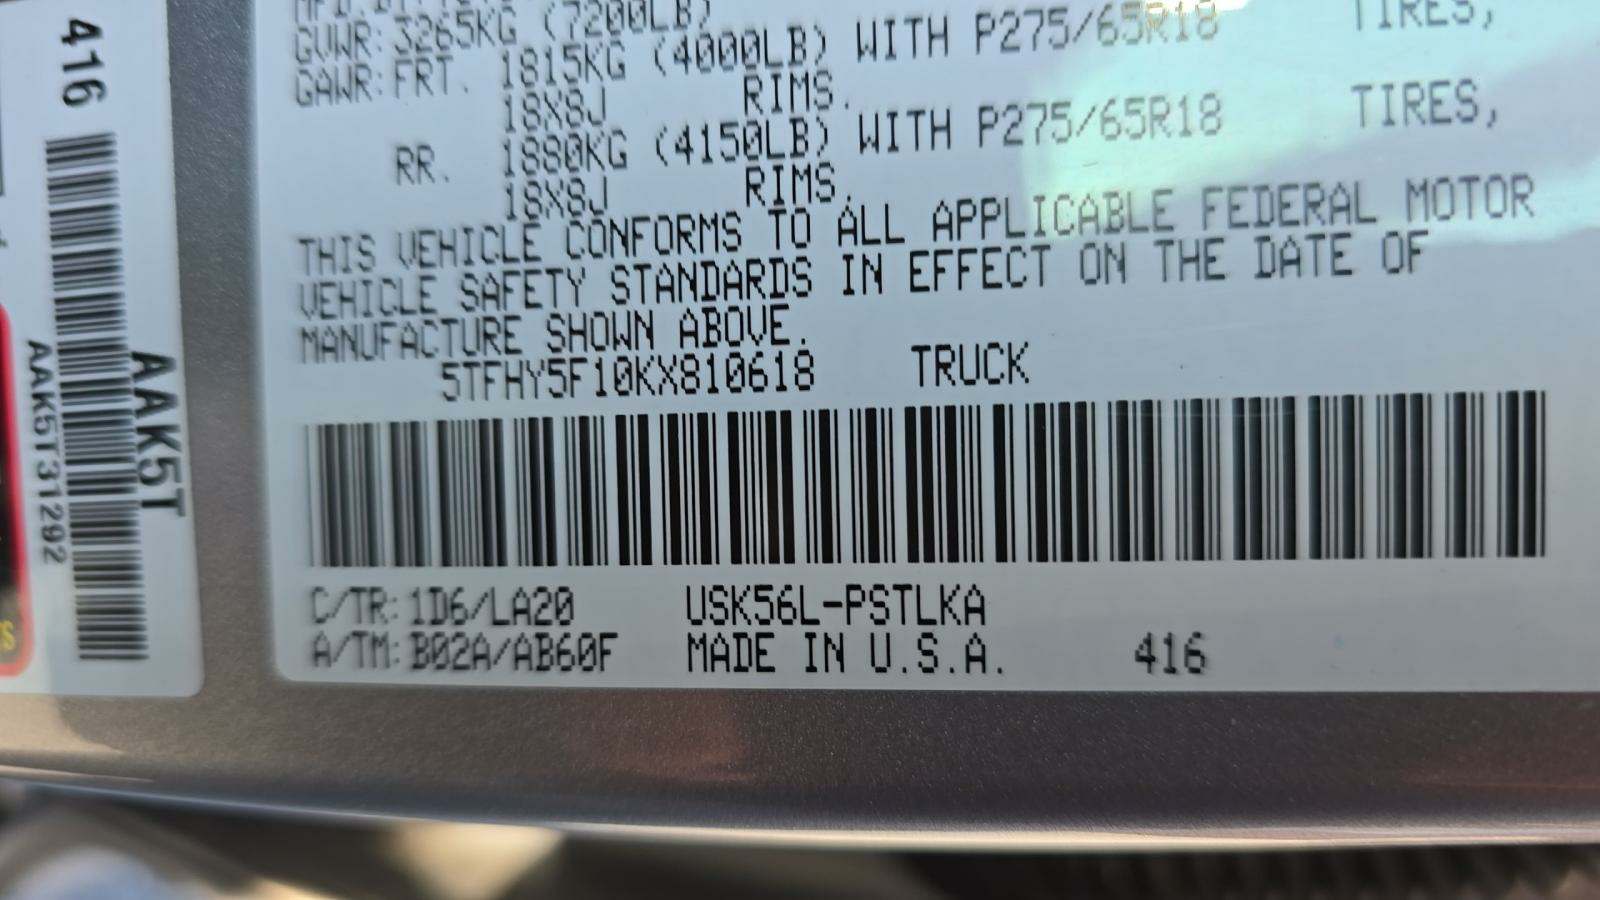 GVWR: 3265KG (7200LB)
GAWR: FRT. 1815KG (4000LB) WITH P275/65R18 TIRES,
18X8J RIMS.
RR. 1880KG (4150LB) WITH P275/65R18 TIRES,
18X8J RIMS.
THIS VEHICLE CONFORMS TO ALL APPLICABLE FEDERAL MOTOR
VEHICLE SAFETY STANDARDS IN EFFECT ON THE DATE OF
MANUFACTURE SHOWN ABOVE.
5TFHY5F10KX810618 TRUCK
C/TR: 1D6/LA20 USK56L-PSTLKA
A/TM: B02A/AB60F MADE IN U.S.A. 416
416
AAK5T
AAK5T31292